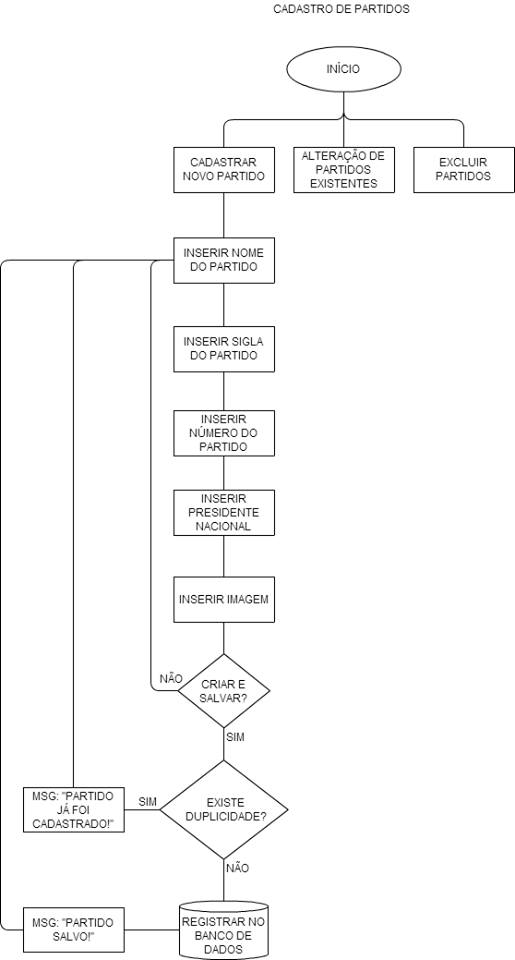 CADASTRO DE PARTIDOS
INÍCIO
CADASTRAR
NOVO PARTIDO
ALTERAÇÃO DE
PARTIDOS
EXISTENTES
EXCLUIR
PARTIDOS
INSERIR NOME
DO PARTIDO
INSERIR SIGLA
DO PARTIDO
INSERIR
NÚMERO DO
PARTIDO
INSERIR
PRESIDENTE
NACIONAL
INSERIR IMAGEM
NÃO
CRIAR E
SALVAR?
SIM
MSG: "PARTIDO
JÁ FOI
CADASTRADO!"
SIM
EXISTE
DUPLICIDADE?
NÃO
MSG: "PARTIDO
SALVO!"
REGISTRAR NO
BANCO DE
DADOS